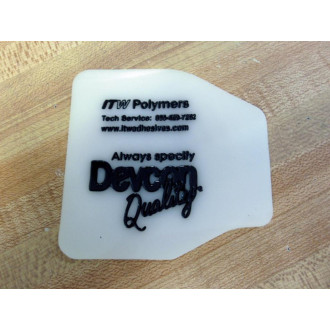 ITW Polymers
Tech Service:
www.itwadhesives.com
Always specify
Devcon
Quality.